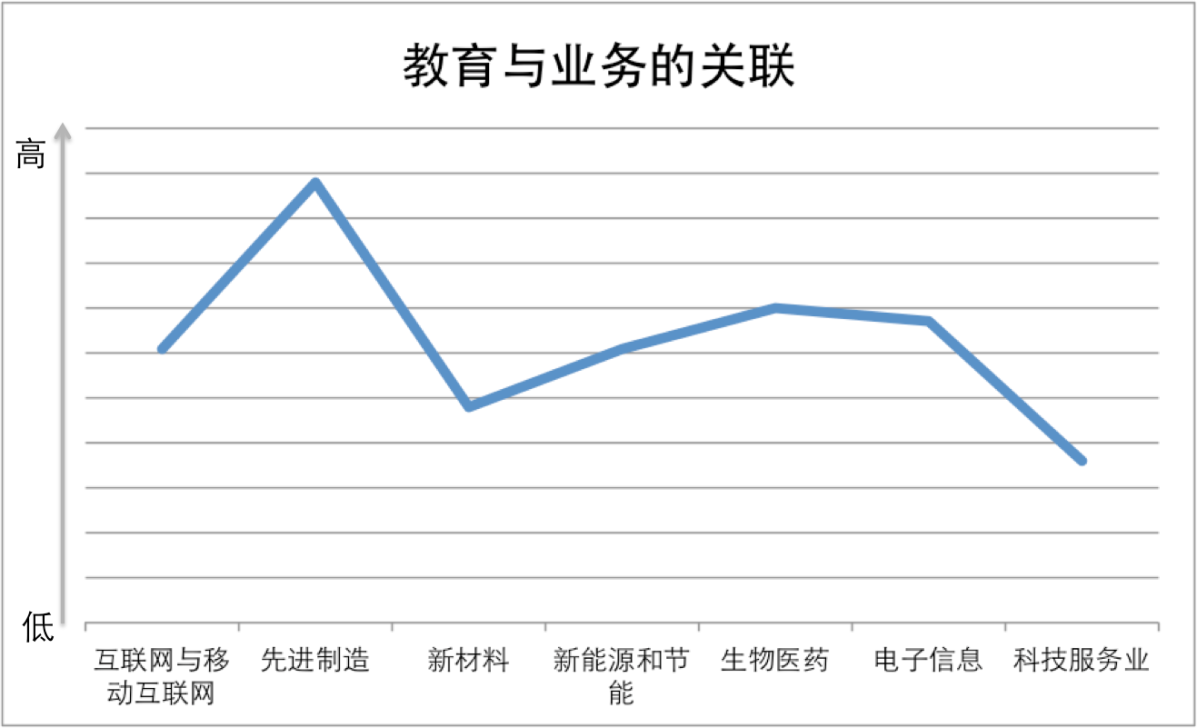 教育与业务的关联
高
低
互联网与移
动互联网
先进制造
新材料
新能源和节
能
生物医药
电子信息
科技服务业